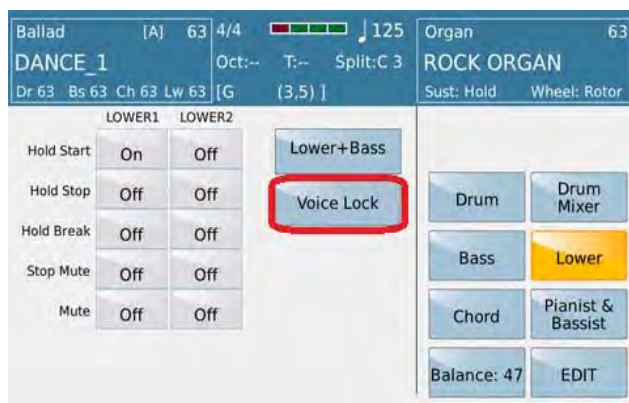 Ballad [A] 63 4/4 125
DANCE_1 Oct:-- T:-- Split:C 3
Dr 63 Bs 63 Ch 63 Lw 63 [G (3,5) ]
Organ 63
ROCK ORGAN
Sust: Hold Wheel: Rotor
LOWER1 LOWER2
Hold Start On Off
Hold Stop Off Off
Hold Break Off Off
Stop Mute Off Off
Mute Off Off
Lower+Bass
Voice Lock
Drum Drum
Mixer
Bass Lower
Chord Pianist &
Bassist
Balance: 47 EDIT